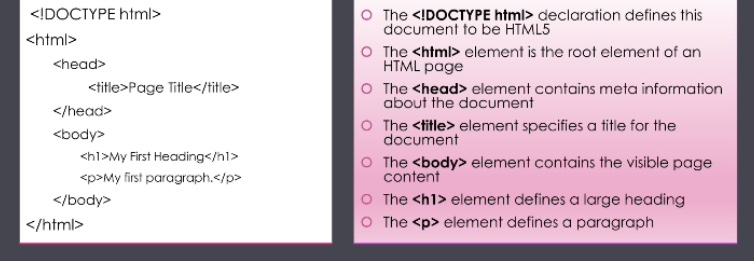 <!DOCTYPE html>
<html>
<head>
<title>Page Title</title>
</head>
<body>
<h1>My First Heading</h1>
<p>My first paragraph.</p>
</body>
</html>
The <!DOCTYPE html> declaration defines this
document to be HTML5
The <html> element is the root element of an
HTML page
The <head> element contains meta information
about the document
The <title> element specifies a title for the
document
The <body> element contains the visible page
content
The <h1> element defines a large heading
The <p> element defines a paragraph